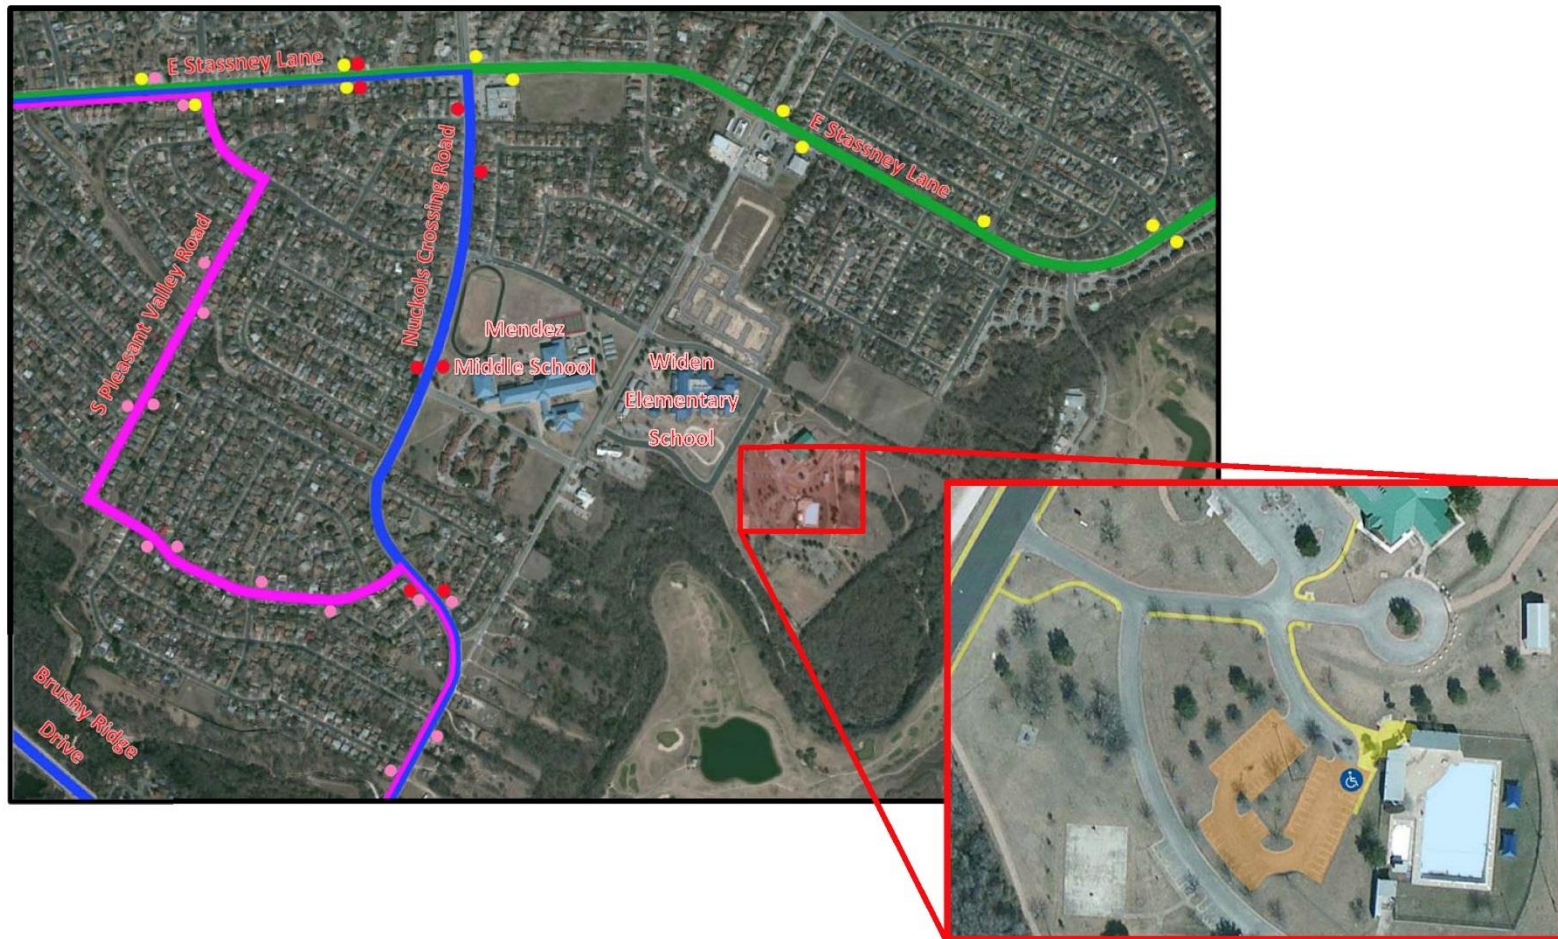 E Stassney Lane
E Stassney Lane
Nuckols Crossing Road
S Pleasant Valley Road
Mendez
Middle School
Widen
Elementary
School
Brushy Ridge
Drive